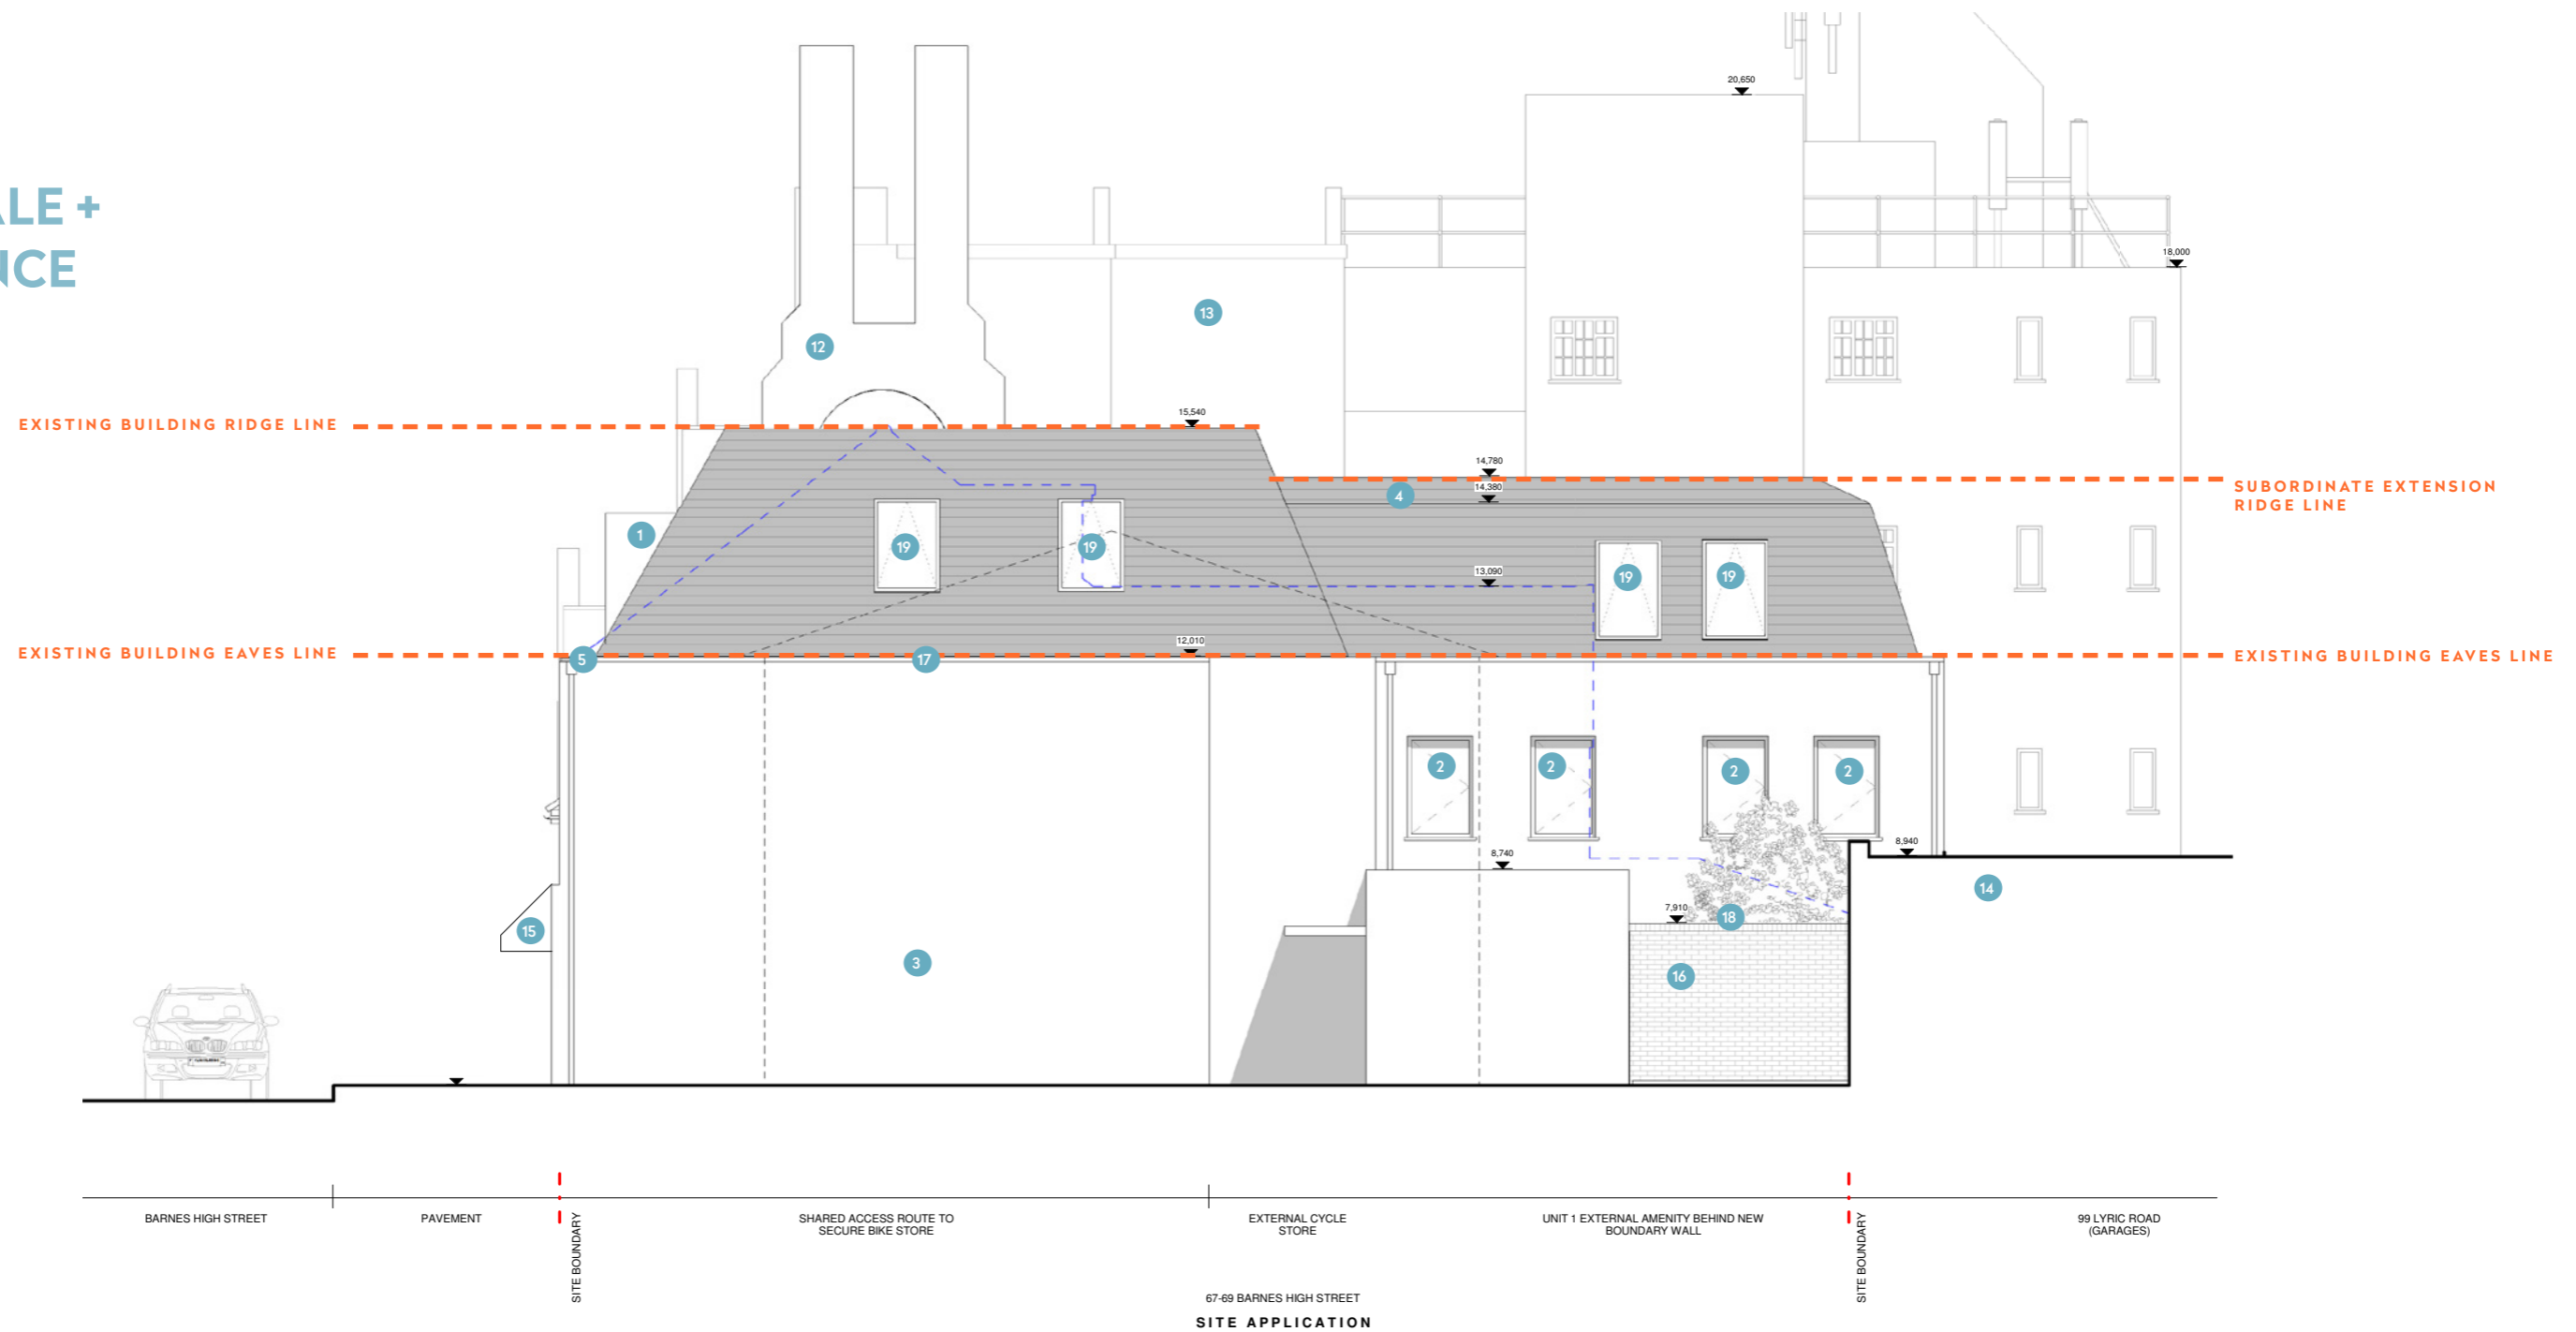 ALE +
NCE
20,650
18,000
12
13
EXISTING BUILDING RIDGE LINE
15,540
14,780
SUBORDINATE EXTENSION
RIDGE LINE
14,380
4
1
19
19
19
19
13,090
12,010
EXISTING BUILDING EAVES LINE
5
17
EXISTING BUILDING EAVES LINE
2
2
2
2
8,740
8,940
14
7,910
18
15
3
16
BARNES HIGH STREET
PAVEMENT
SITE BOUNDARY
SHARED ACCESS ROUTE TO
SECURE BIKE STORE
EXTERNAL CYCLE
STORE
UNIT 1 EXTERNAL AMENITY BEHIND NEW
BOUNDARY WALL
SITE BOUNDARY
99 LYRIC ROAD
(GARAGES)
67-69 BARNES HIGH STREET
SITE APPLICATION